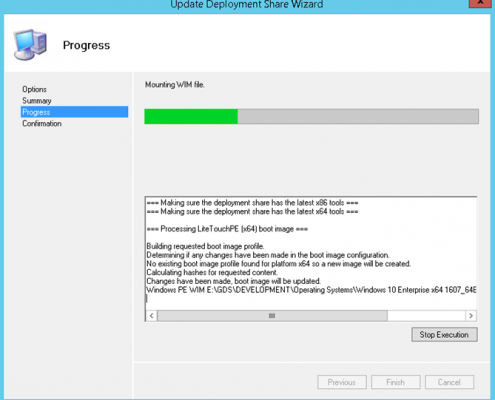 Update Deployment Share Wizard
x
Progress
Options
Summary
Progress
Confirmation
Mounting WIM file.
=== Making sure the deployment share has the latest x86 tools ===
=== Making sure the deployment share has the latest x64 tools ===
=== Processing LiteTouchPE (x64) boot image ===
Building requested boot image profile.
Determining if any changes have been made in the boot image configuration.
No existing boot image profile found for platform x64 so a new image will be created.
Calculating hashes for requested content.
Changes have been made, boot image will be updated.
Windows PE WIM E:\GDS\DEVELOPMENT\Operating Systems\Windows 10 Enterprise x64 1607_64B
Stop Execution
Previous
Finish
Cancel